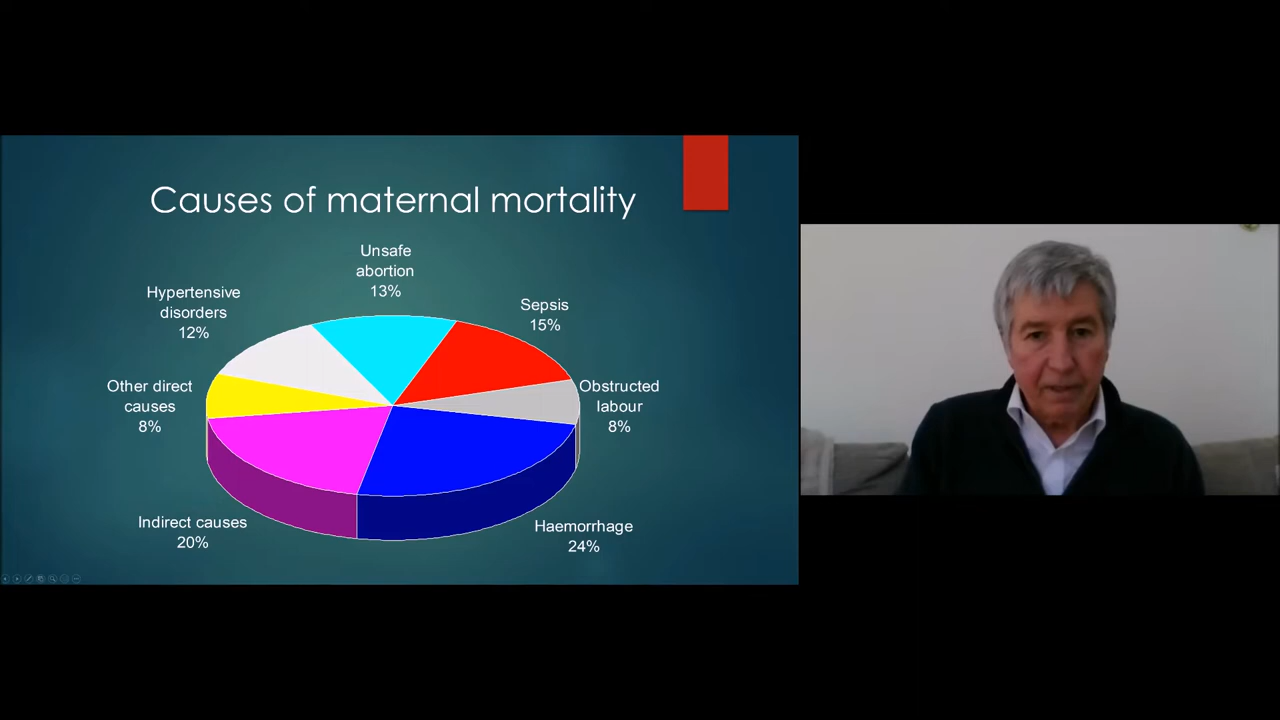 Causes of maternal mortality
Unsafe
abortion
13%
Hypertensive
disorders
12%
Sepsis
15%
Other direct
causes
8%
Obstructed
labour
8%
Indirect causes
20%
Haemorrhage
24%